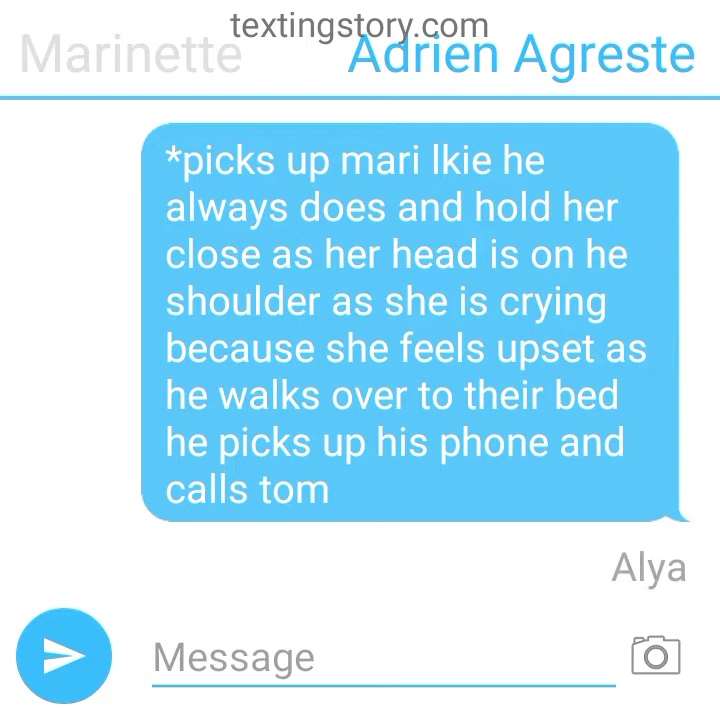 textingstory.com
Marinette Adrien Agreste
*picks up mari lkie he
always does and hold her
close as her head is on he
shoulder as she is crying
because she feels upset as
he walks over to their bed
he picks up his phone and
calls tom
Alya
Message